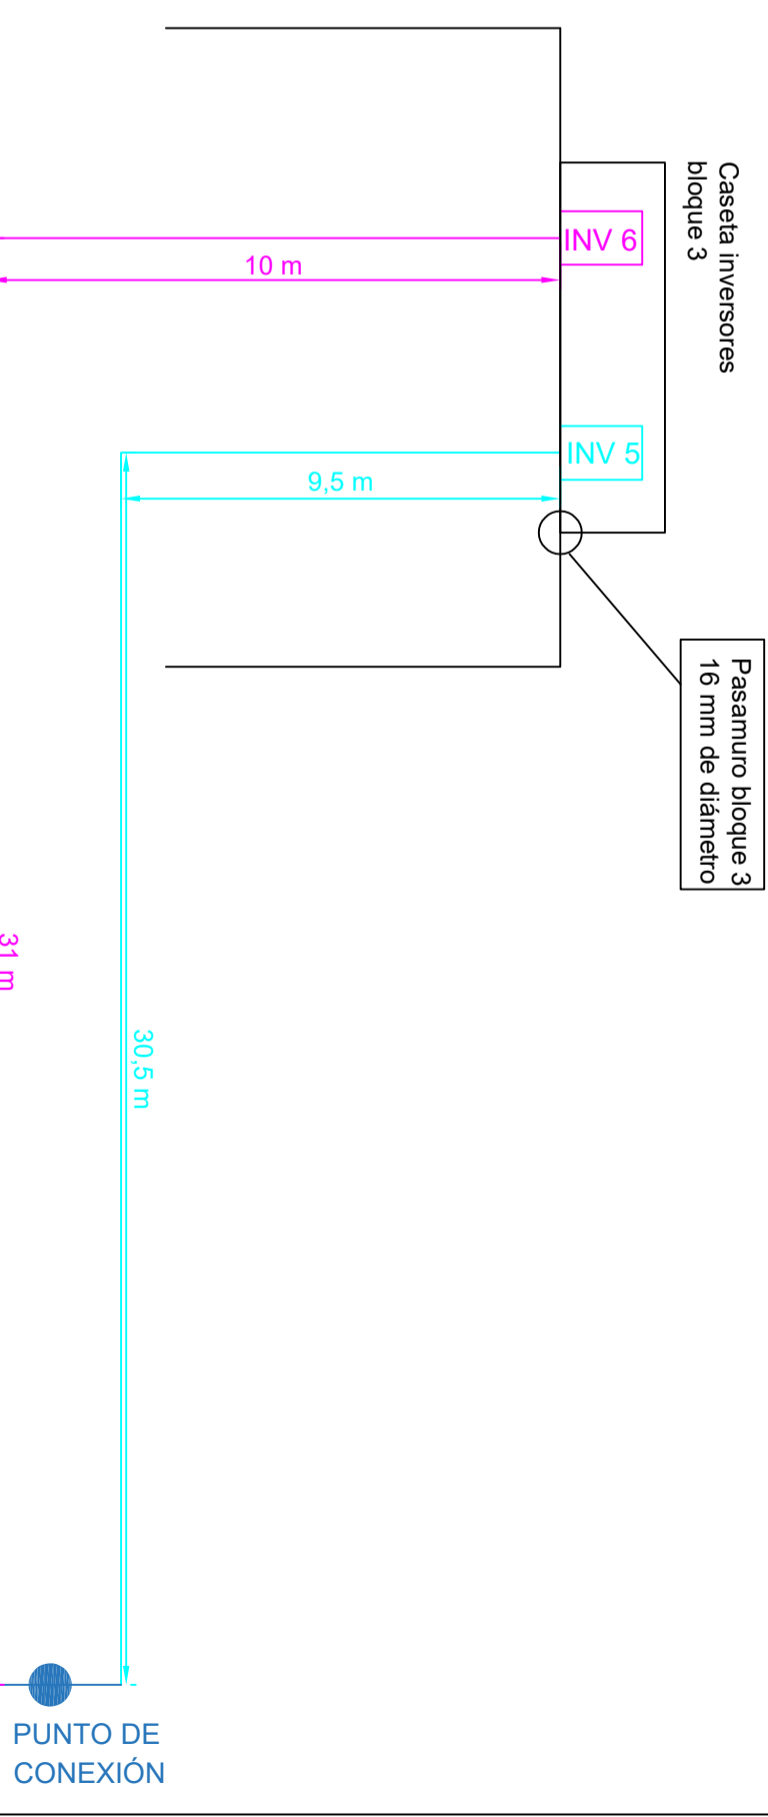 Caseta inversores
bloque 3
INV 6
10 m
INV 5
9,5 m
Pasamuro bloque 3
16 mm de diámetro
31 m
30,5 m
PUNTO DE
CONEXIÓN